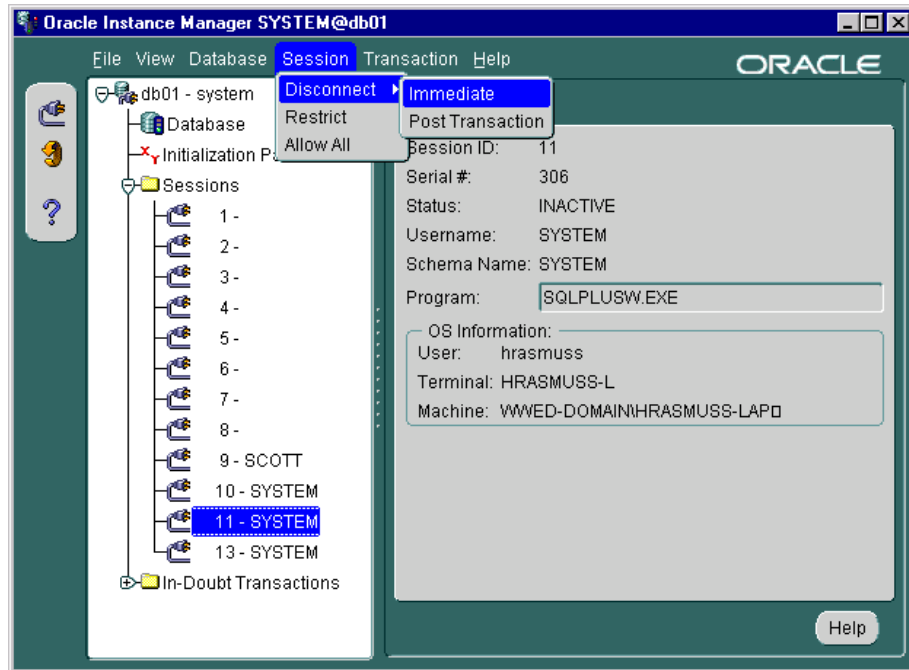 Oracle Instance Manager SYSTEM@db01
File View Database Session Transaction Help
ORACLE
Disconnect
Restrict
Allow All
Immediate
Post Transaction
db01 - system
Database
Initialization Pa
Sessions
1 -
2 -
3 -
4 -
5 -
6 -
7 -
8 -
9 - SCOTT
10 - SYSTEM
11 - SYSTEM
13 - SYSTEM
In-Doubt Transactions
Session ID: 11
Serial #: 306
Status: INACTIVE
Username: SYSTEM
Schema Name: SYSTEM
Program: SQLPLUSW.EXE
OS Information:
User: hrasmuss
Terminal: HRASMUSS-L
Machine: WWED-DOMAIN\HRASMUSS-LAP
Help